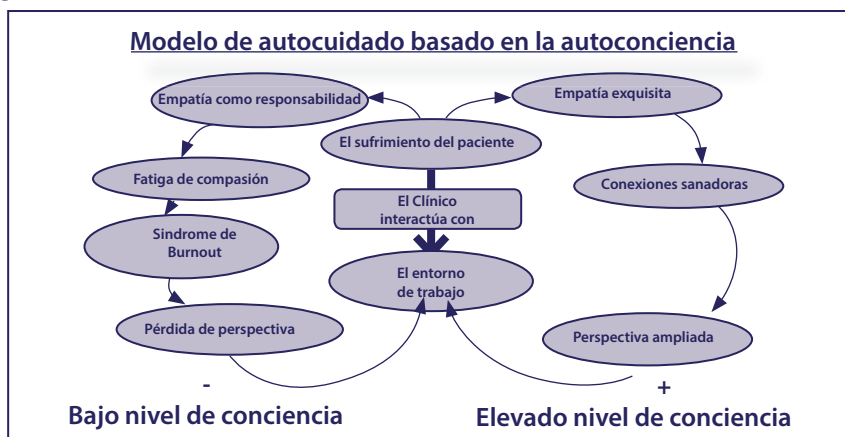 Modelo de autocuidado basado en la autoconciencia
Empatía como responsabilidad
Empatía exquisita
El sufrimiento del paciente
Fatiga de compasión
Conexiones sanadoras
El Clínico
interactúa con
Sindrome de
Burnout
El entorno
de trabajo
Pérdida de perspectiva
Perspectiva ampliada
-
+
Bajo nivel de conciencia
Elevado nivel de conciencia